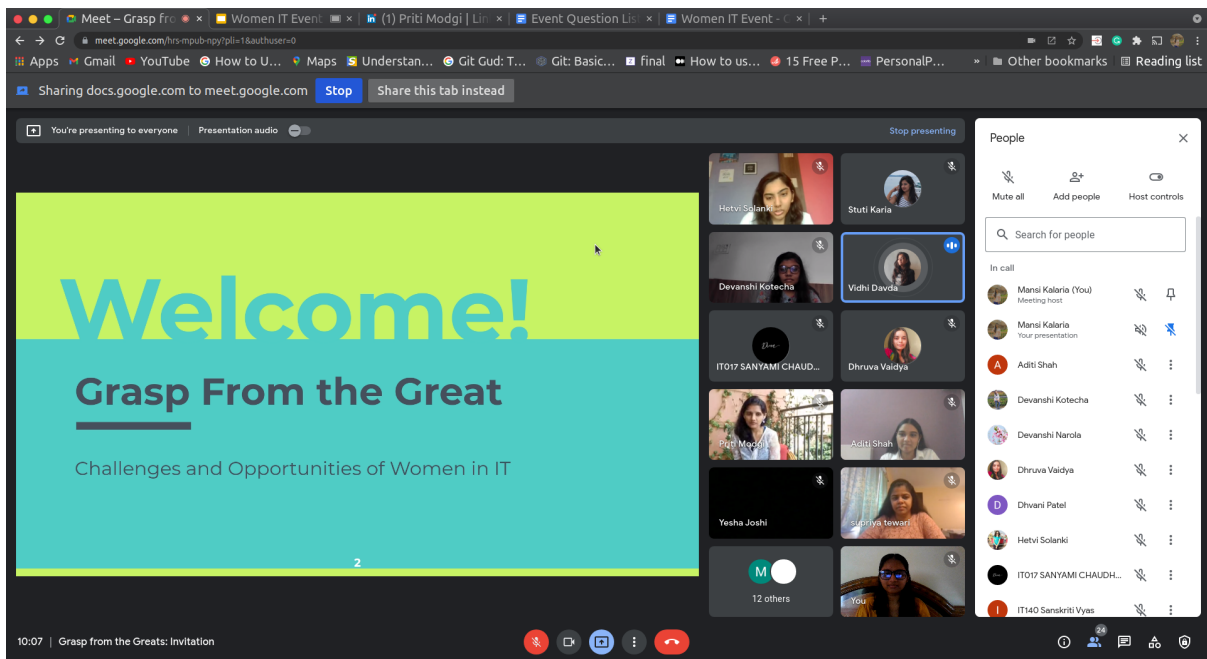 Meet – Grasp fro
Women IT Event
(1) Priti Modgi | Lin
Event Question Lis
Women IT Event - C
meet.google.com/hrs-mpub-npy?pli=1&authuser=0
Apps
Gmail
YouTube
How to U...
Maps
Understan...
Git Gud: T...
Git: Basic...
final
How to us...
15 Free P...
PersonalP...
»
Other bookmarks
Reading list
Sharing docs.google.com to meet.google.com
Stop
Share this tab instead
You're presenting to everyone
Presentation audio
Stop presenting
Welcome!
Grasp From the Great
Challenges and Opportunities of Women in IT
2
Hetvi Solanki
Stuti Karia
Devanshi Kotecha
Vidhi Davda
IT017 SANYAMI CHAUD...
Dhruva Vaidya
Priti Modgi
Aditi Shah
Yesha Joshi
supriya tewari
M
12 others
You
People
Mute all
Add people
Host controls
Search for people
In call
Mansi Kalaria (You)
Meeting host
Mansi Kalaria
Your presentation
A
Aditi Shah
Devanshi Kotecha
Devanshi Narola
Dhruva Vaidya
D
Dhvani Patel
Hetvi Solanki
IT017 SANYAMI CHAUDH...
I
IT140 Sanskriti Vyas
10:07 | Grasp from the Greats: Invitation
24